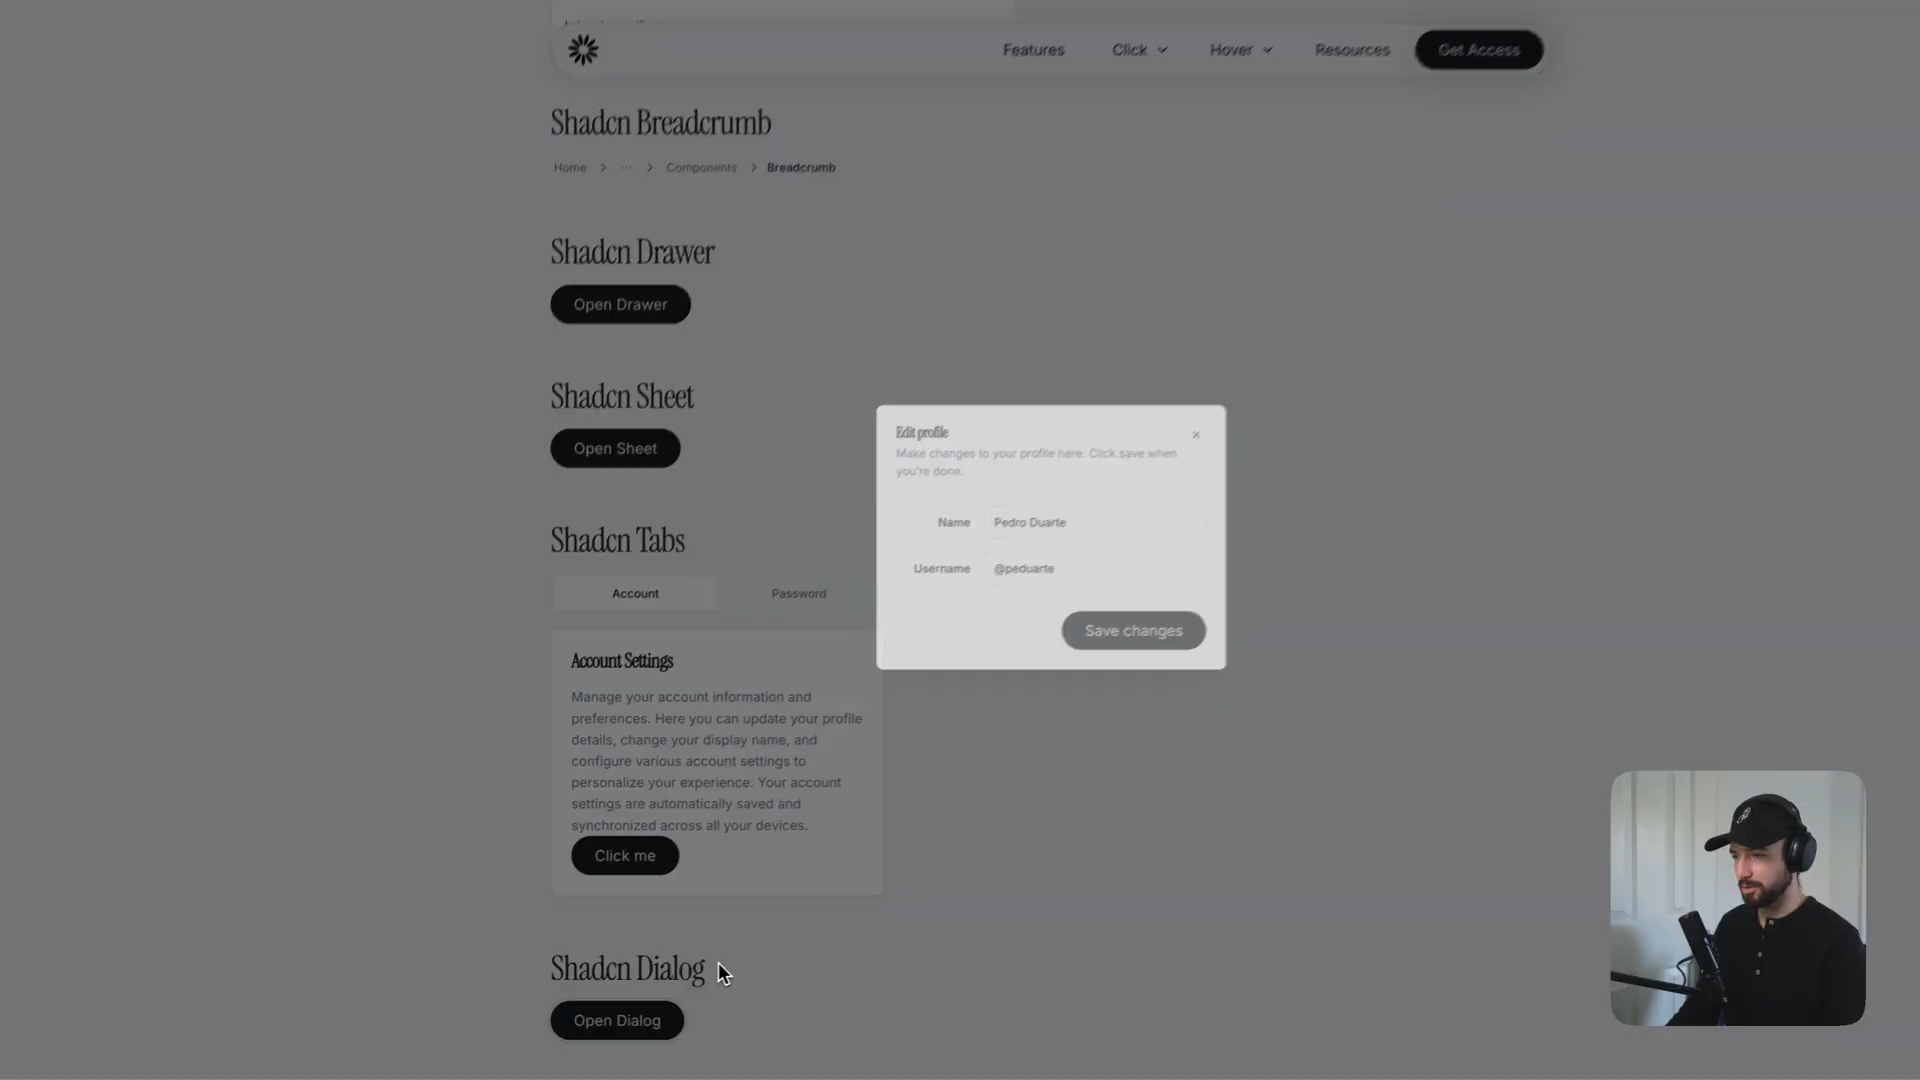 Features
Click
Hover
Resources
Get Access
Shadcn Breadcrumb
Home > ··· > Components > Breadcrumb
Shadcn Drawer
Open Drawer
Shadcn Sheet
Open Sheet
Shadcn Tabs
Account
Password
Account Settings
Manage your account information and
preferences. Here you can update your profile
details, change your display name, and
configure various account settings to
personalize your experience. Your account
settings are automatically saved and
synchronized across all your devices.
Click me
Shadcn Dialog
Open Dialog
Edit profile
×
Make changes to your profile here. Click save when
you're done.
Name
Pedro Duarte
Username
@peduarte
Save changes